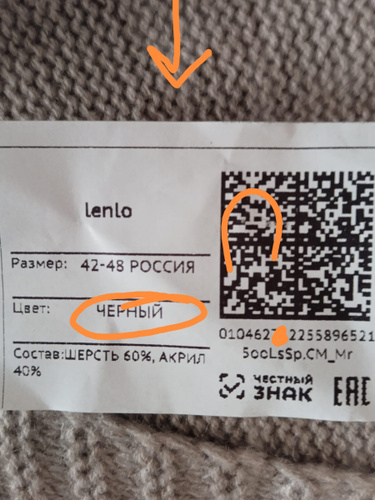 lenlo
Размер: 42-48 РОССИЯ
Цвет: ЧЕРНЫЙ
Состав:ШЕРСТЬ 60%, АКРИЛ
40%
5ooLsSp.CM_Mr
ЧЕСТНЫЙ
ЗНАК
EAC